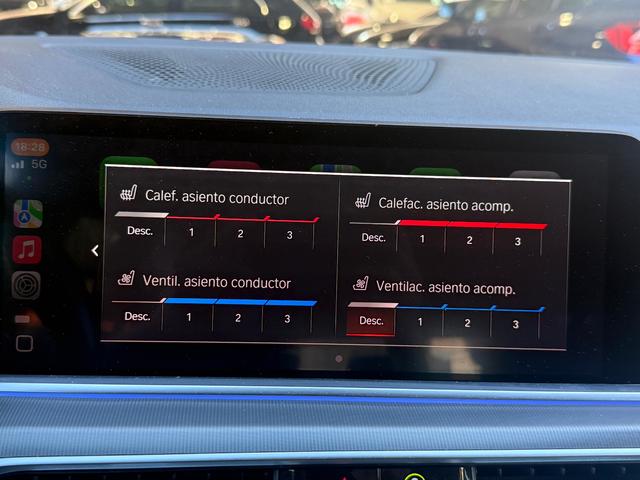 18:28
5G
Calef. asiento conductor
Desc. 1 2 3
Calefac. asiento acomp.
Desc. 1 2 3
Ventil. asiento conductor
Desc. 1 2 3
Ventilac. asiento acomp.
Desc. 1 2 3